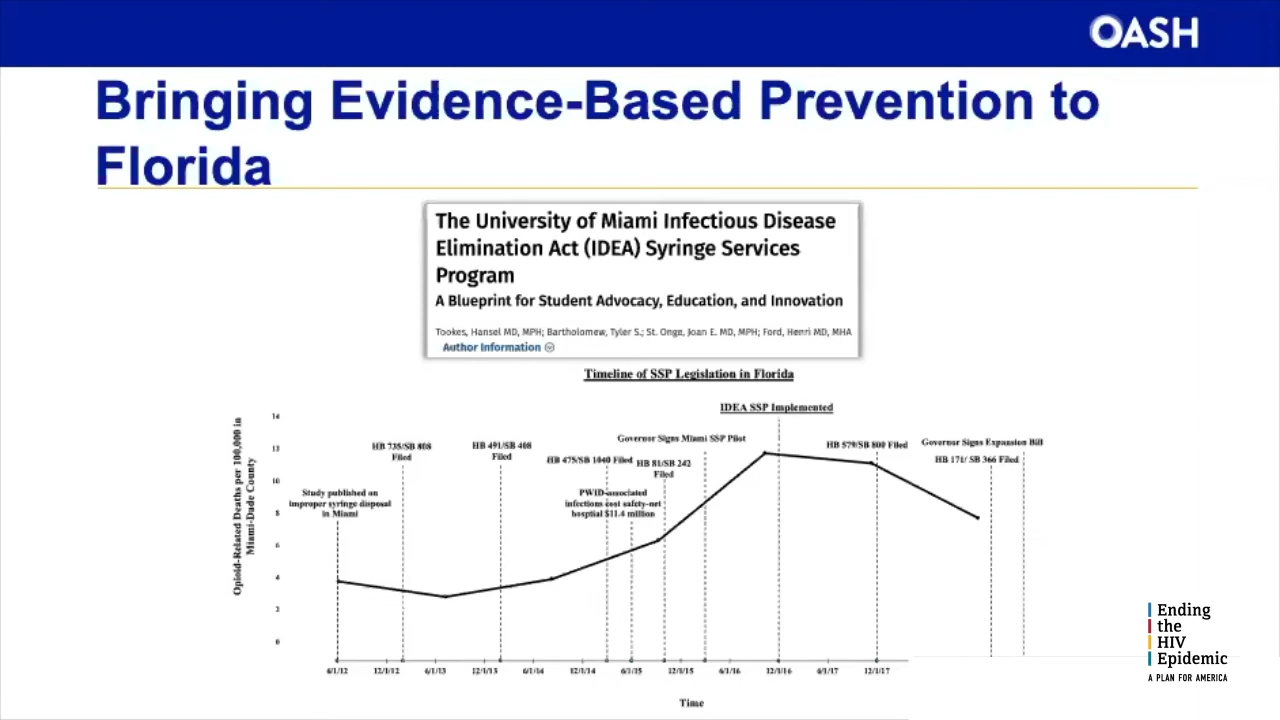 OASH
Bringing Evidence-Based Prevention to
Florida
The University of Miami Infectious Disease
Elimination Act (IDEA) Syringe Services
Program
A Blueprint for Student Advocacy, Education, and Innovation
Tookes, Hansel MD, MPH; Bartholomew, Tyler S.; St. Onge, Joan E. MD, MPH; Ford, Henri MD, MHA
Author Information
Timeline of SSP Legislation in Florida
IDEA SSP Implemented
Governor Signs Miami SSP Pilot
Governor Signs Expansion Bill
HB 735/SB 808
Filed
HB 491/SB 408
Filed
HB 475/SB 1040 Filed
HB 81/SB 242
Filed
HB 579/SB 800 Filed
HB 171/ SB 366 Filed
Study published on
improper syringe disposal
in Miami
PWID-associated
infections cost safety-net
hosptial $11.4 million
Opioid-Related Deaths per 100,000 in
Miami-Dade County
14
12
10
8
6
4
2
0
6/1/12 12/1/12 6/1/13 12/1/13 6/1/14 12/1/14 6/1/15 12/1/15 6/1/16 12/1/16 6/1/17 12/1/17
Time
Ending
the
HIV
Epidemic
A PLAN FOR AMERICA